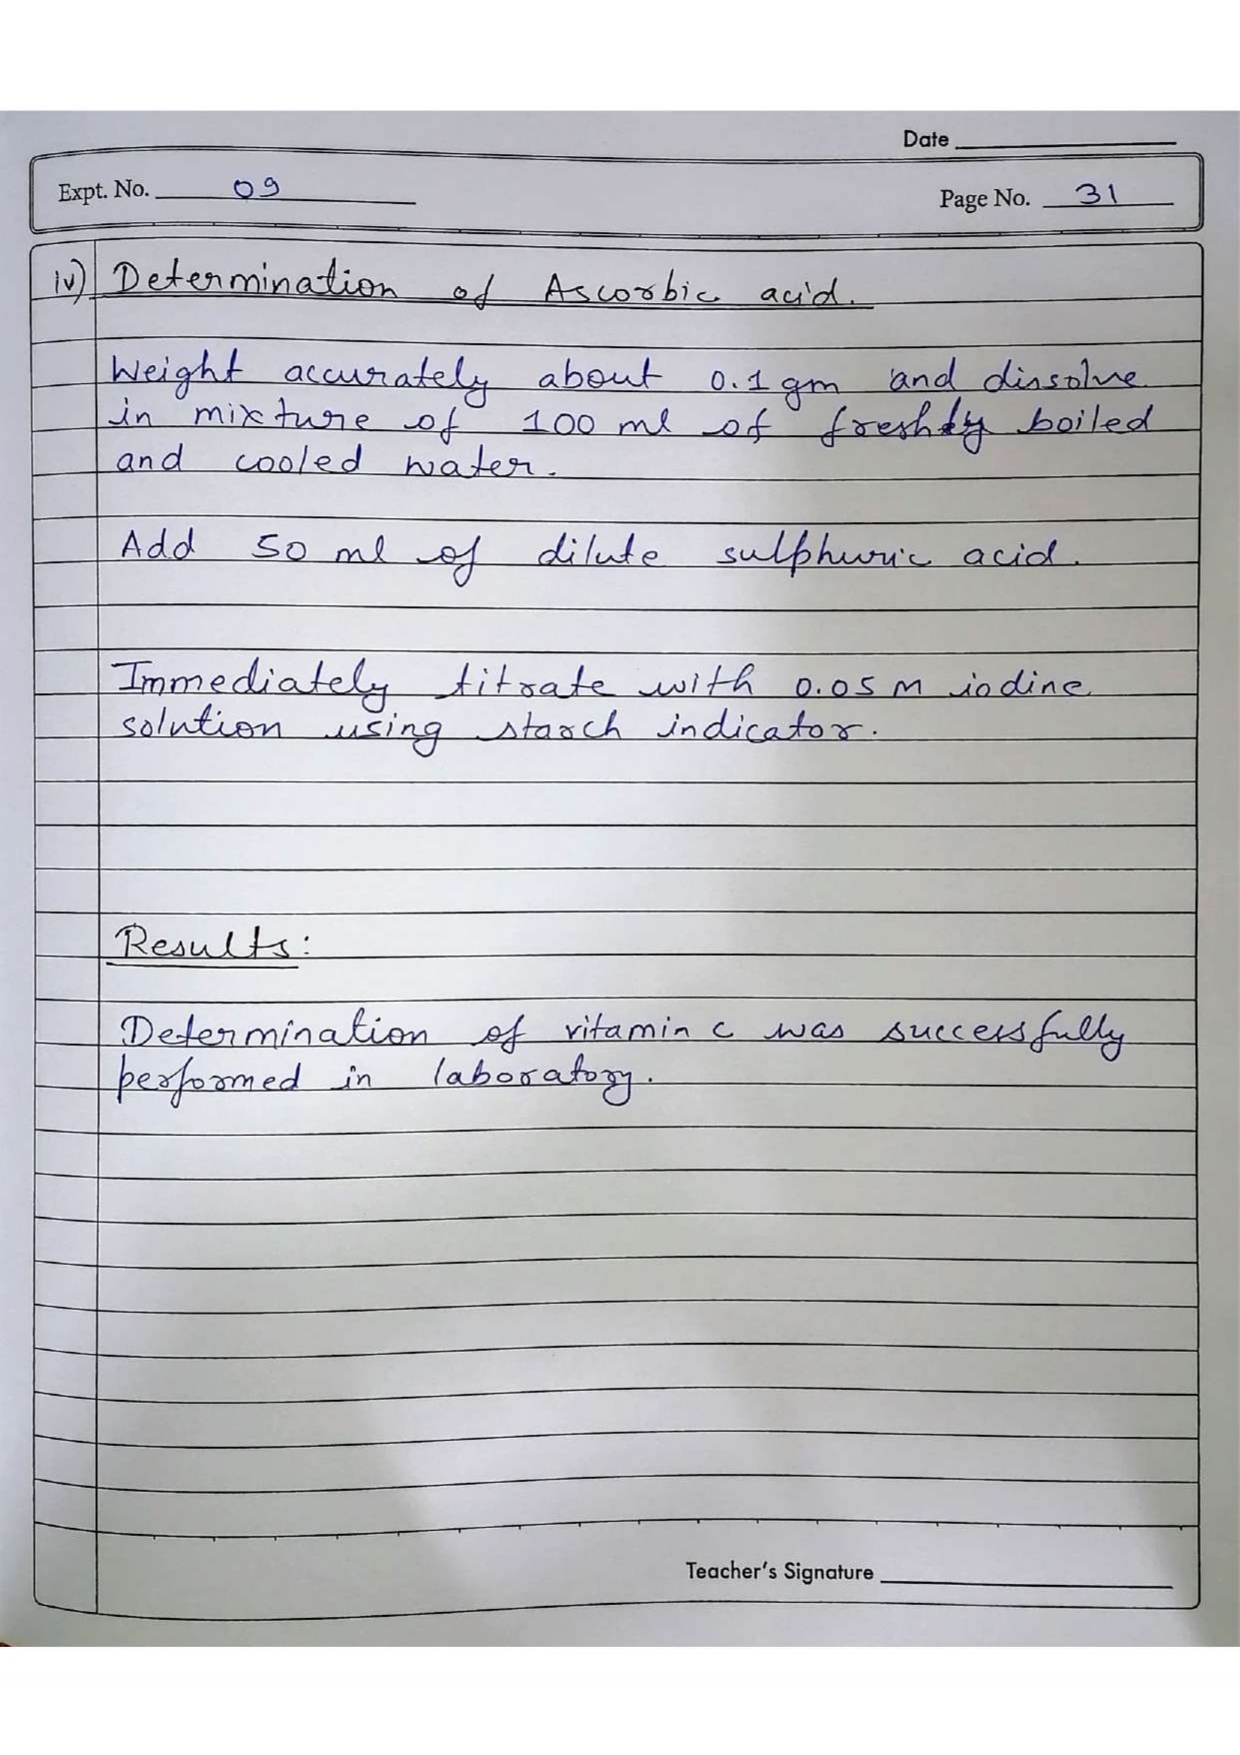 Date
Expt. No. 09
Page No. 31
iv) Determination of Ascorbic acid.
Weight accurately about 0.1 gm and dissolve
in mixture of 100 ml of freshly boiled
and cooled water.
Add 50 ml of dilute sulphuric acid.
Immediately titrate with 0.05 M iodine
solution using starch indicator.
Results:
Determination of vitamin c was successfully
performed in laboratory.
Teacher's Signature